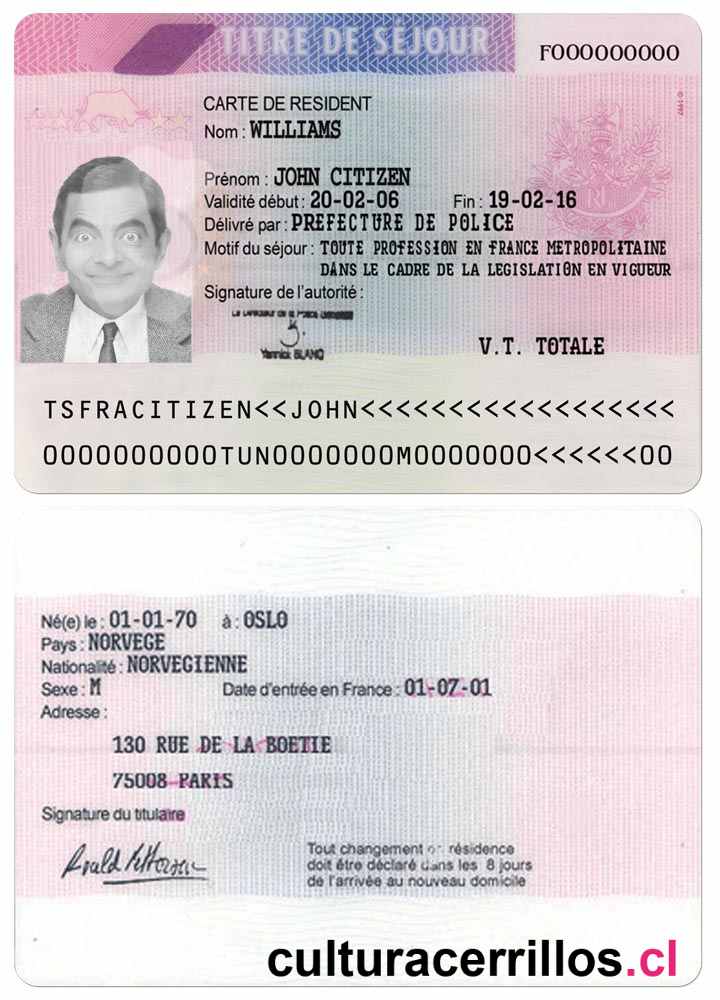 TITRE DE SÉJOUR
F000000000
© 1997
CARTE DE RESIDENT
Nom : WILLIAMS
Prénom : JOHN CITIZEN
Validité début : 20-02-06 Fin : 19-02-16
Délivré par : PREFECTURE DE POLICE
Motif du séjour : TOUTE PROFESSION EN FRANCE METROPOLITAINE
DANS LE CADRE DE LA LEGISLATION EN VIGUEUR
Signature de l'autorité :
Yannick BLANC
V.T. TOTALE
TSFRACITIZEN<<JOHN<<<<<<<<<<<<<<<<<<
0000000000TUN0000000M0000000<<<<<<00
Né(e) le : 01-01-70 à : OSLO
Pays : NORVEGE
Nationalité : NORVEGIENNE
Sexe : M Date d'entrée en France : 01-07-01
Adresse :
130 RUE DE LA BOETIE
75008 PARIS
Signature du titulaire
Tout changement de résidence
doit être déclaré dans les 8 jours
de l'arrivée au nouveau domicile
culturacerrillos.cl